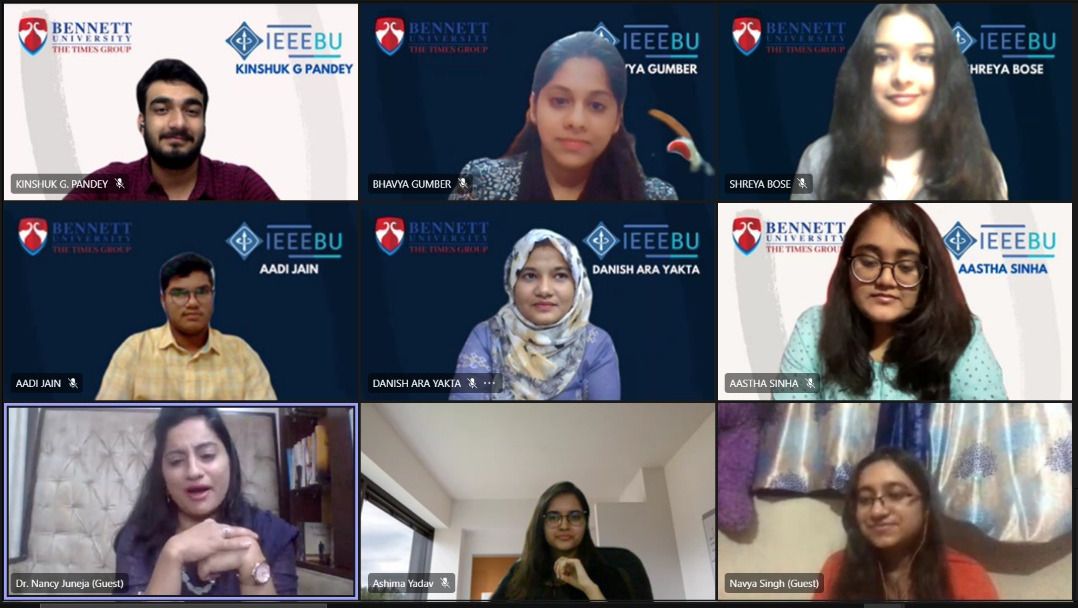 BENNETT
UNIVERSITY
THE TIMES GROUP
IEEEBU
KINSHUK G PANDEY
KINSHUK G. PANDEY
BENNETT
UNIVERSITY
THE TIMES GROUP
IEEEBU
YA GUMBER
BHAVYA GUMBER
BENNETT
UNIVERSITY
THE TIMES GROUP
IEEEBU
HREYA BOSE
SHREYA BOSE
BENNETT
UNIVERSITY
THE TIMES GROUP
IEEEBU
AADI JAIN
AADI JAIN
BENNETT
UNIVERSITY
THE TIMES GROUP
IEEEBU
DANISH ARA YAKTA
DANISH ARA YAKTA
BENNETT
UNIVERSITY
THE TIMES GROUP
IEEEBU
AASTHA SINHA
AASTHA SINHA
Dr. Nancy Juneja (Guest)
Ashima Yadav
Navya Singh (Guest)